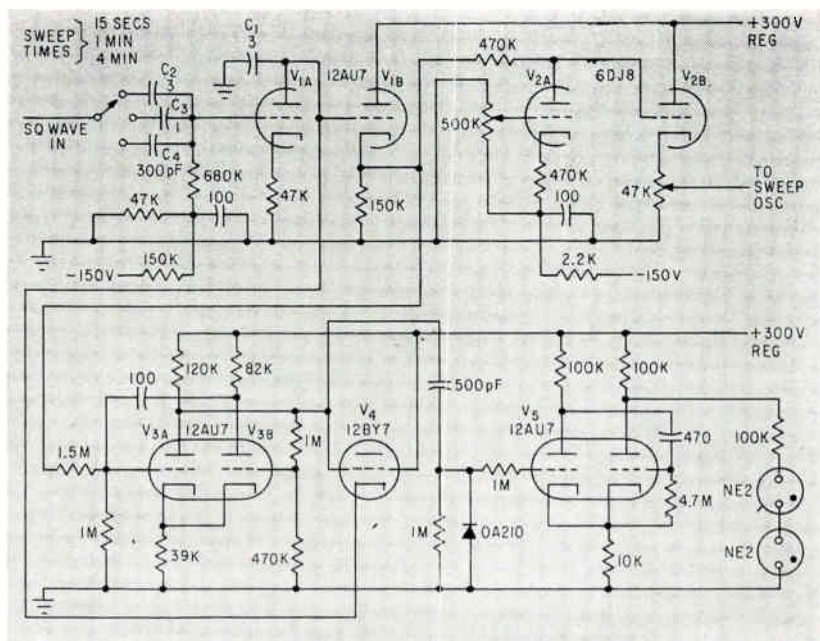 SWEEP TIMES
15 SECS
1 MIN
4 MIN
C1
3
V1A
12AU7
V1B
470K
V2A
6DJ8
V2B
+300V REG
C2
3
C3
1
C4
300pF
SQ WAVE IN
500K
680K
47K
100
47K
150K
470K
100
47K
TO SWEEP OSC
150K
-150V
2.2K
-150V
+300V REG
120K
82K
100
500pF
100K
100K
V3A
12AU7
V3B
1M
V4
12BY7
V5
12AU7
470
100K
1.5M
1M
4.7M
NE2
1M
39K
470K
1M
OA210
10K
NE2